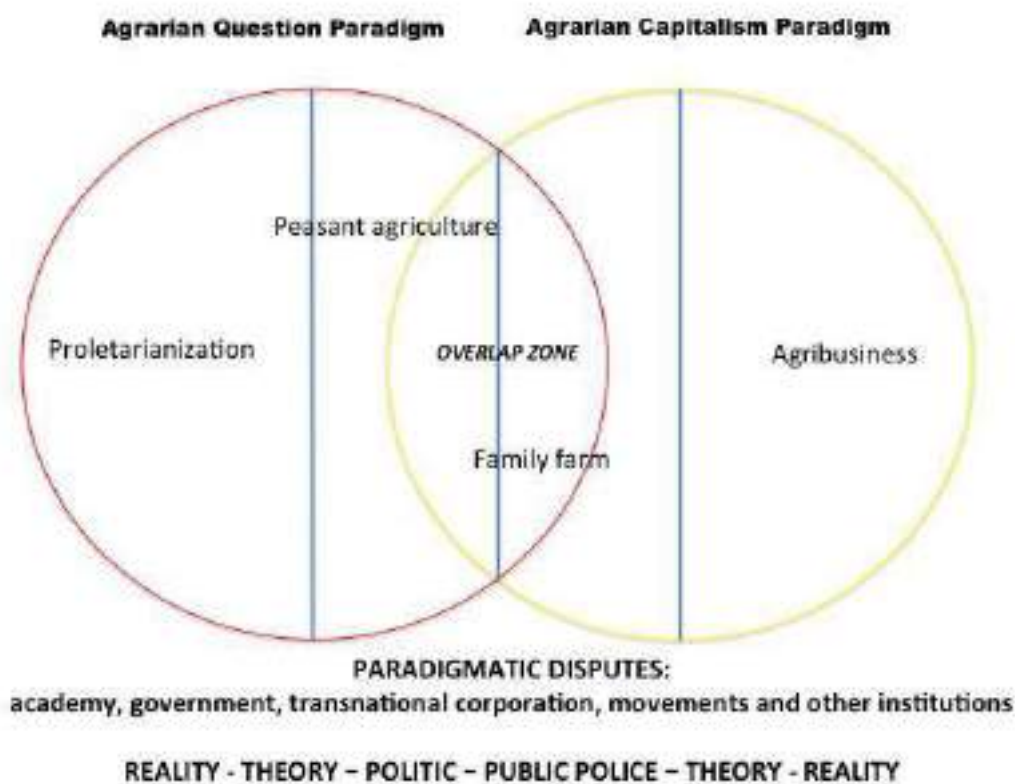 Agrarian Question Paradigm
Agrarian Capitalism Paradigm
Peasant agriculture
Proletarianization
OVERLAP ZONE
Agribusiness
Family farm
PARADIGMATIC DISPUTES:
academy, government, transnational corporation, movements and other institutions
REALITY - THEORY – POLITIC – PUBLIC POLICE – THEORY - REALITY